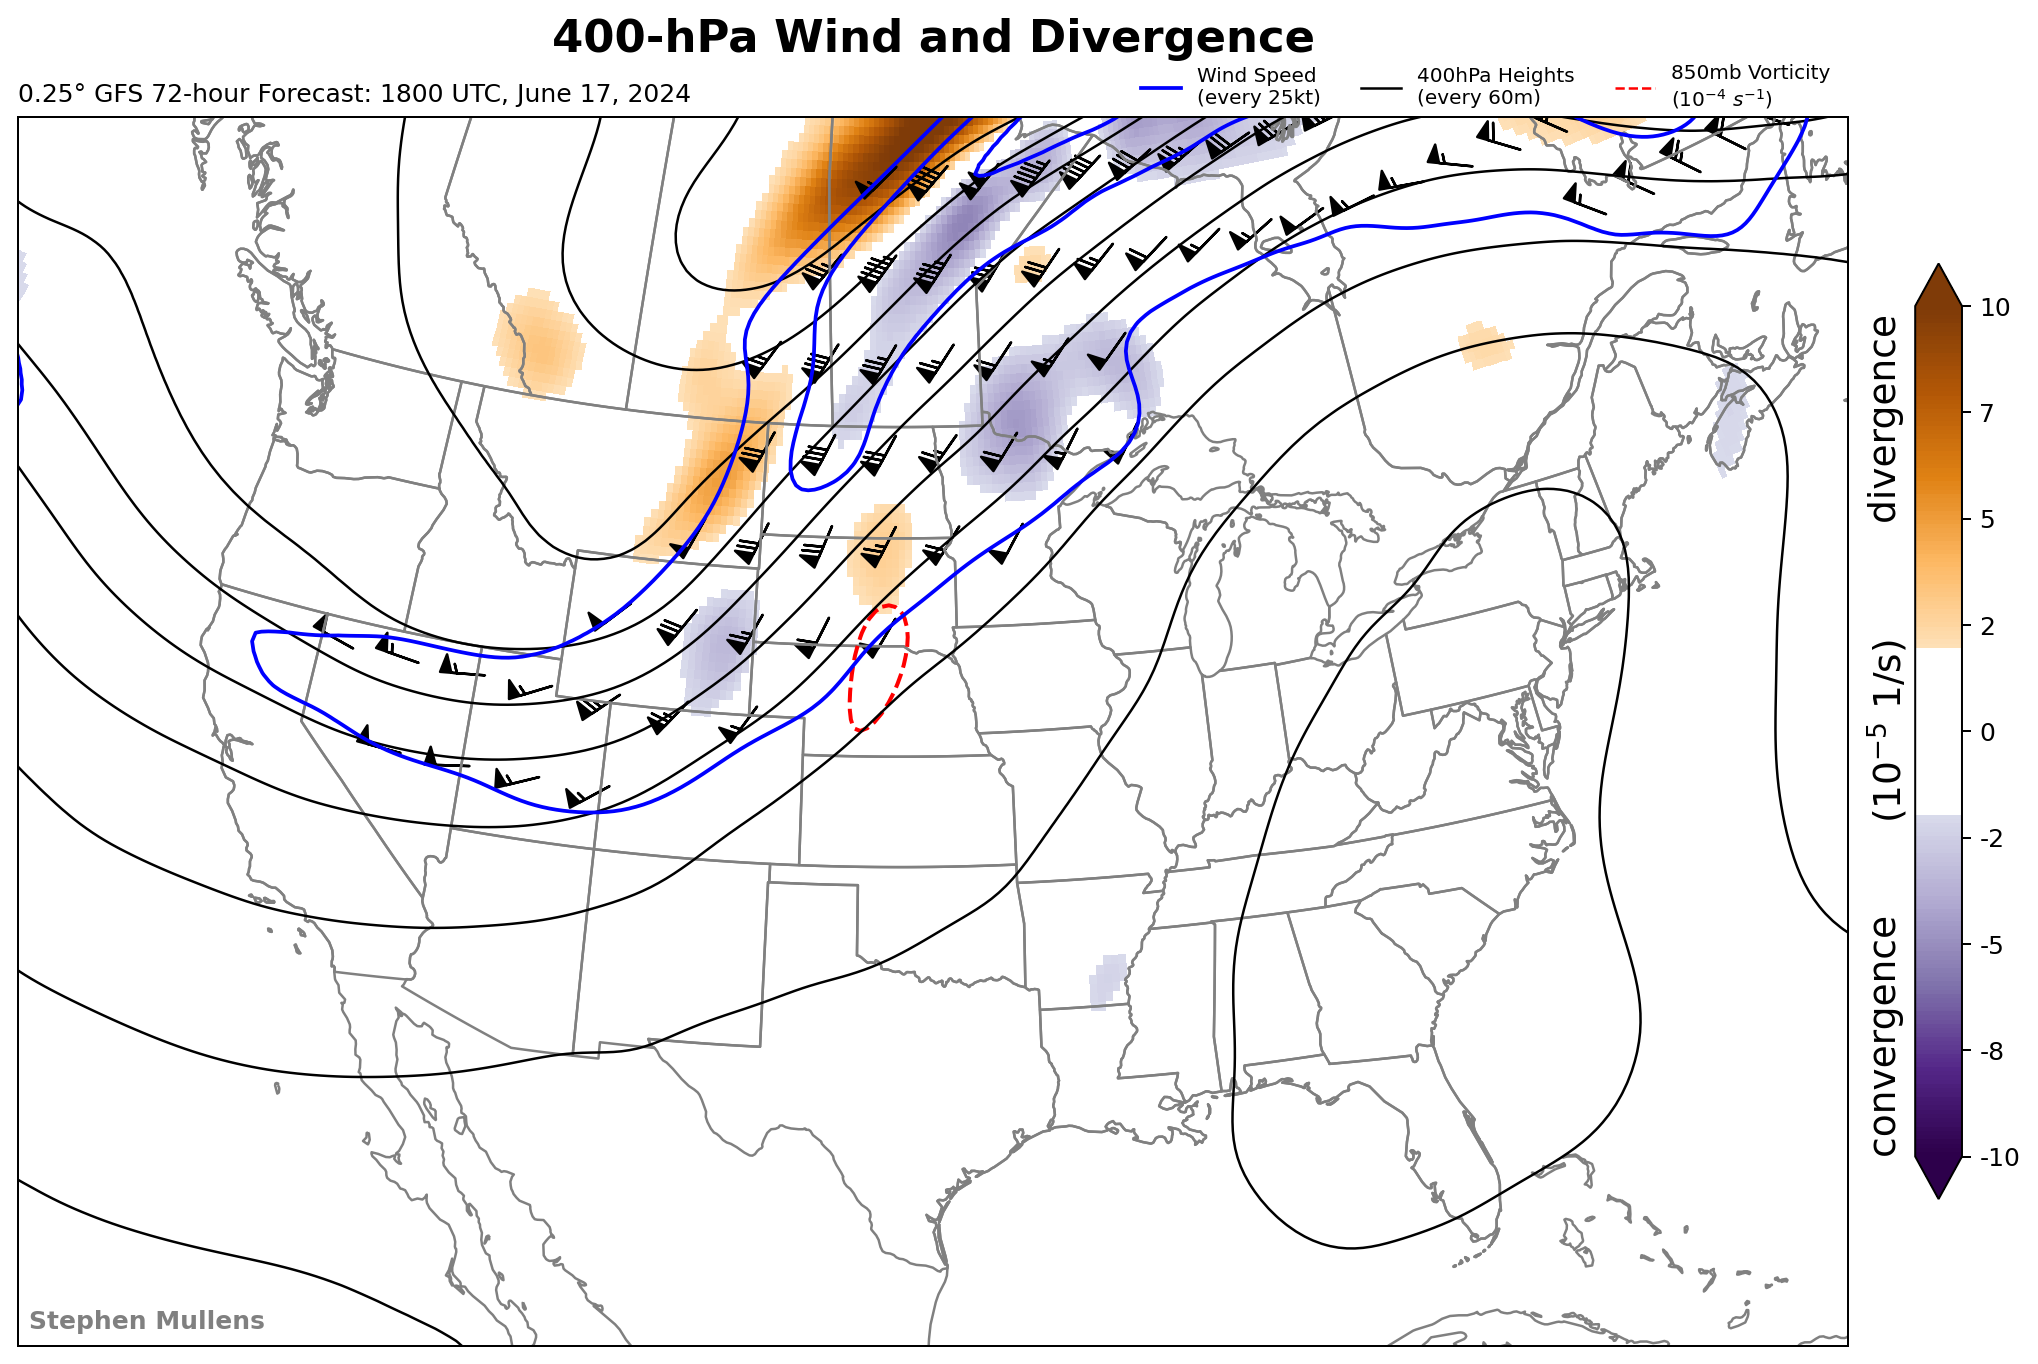 400-hPa Wind and Divergence
0.25° GFS 72-hour Forecast: 1800 UTC, June 17, 2024
Wind Speed
(every 25kt)
400hPa Heights
(every 60m)
850mb Vorticity
(10⁻⁴ s⁻¹)
10
7
5
2
0
-2
-5
-8
-10
convergence (10⁻⁵ 1/s) divergence
Stephen Mullens